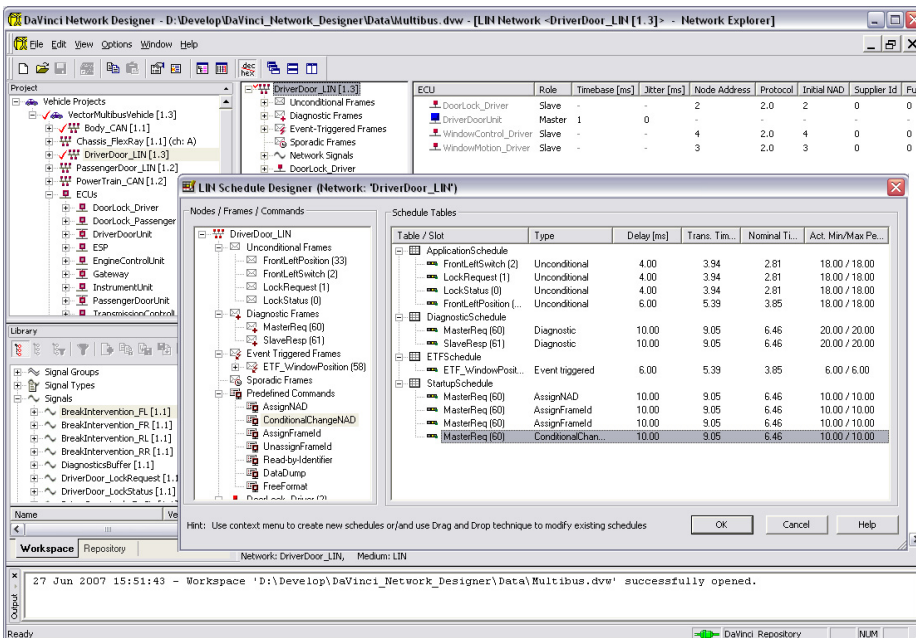 DaVinci Network Designer - D:\Develop\DaVinci_Network_Designer\Data\Multibus.dvw - [LIN Network <DriverDoor_LIN [1.3]> - Network Explorer]
File Edit View Options Window Help
dec
hex
Project
Vehicle Projects
VectorMultibusVehicle [1.3]
Body_CAN [1.1]
Chassis_FlexRay [1.1] (ch: A)
DriverDoor_LIN [1.3]
PassengerDoor_LIN [1.2]
PowerTrain_CAN [1.2]
ECUs
DoorLock_Driver
DoorLock_Passenger
DriverDoorUnit
ESP
EngineControlUnit
Gateway
InstrumentUnit
PassengerDoorUnit
TransmissionControll
DriverDoor_LIN [1.3]
Unconditional Frames
Diagnostic Frames
Event-Triggered Frames
Sporadic Frames
Network Signals
DoorLock_Driver
ECU Role Timebase [ms] Jitter [ms] Node Address Protocol Initial NAD Supplier Id Fu
DoorLock_Driver Slave - - 2 2.0 2 0 0
DriverDoorUnit Master 1 0
WindowControl_Driver Slave - - 4 2.0 4 0 0
WindowMotion_Driver Slave - - 3 2.0 3 0 0
Library
Signal Groups
Signal Types
Signals
BreakIntervention_FL [1.1]
BreakIntervention_FR [1.1]
BreakIntervention_RL [1.1]
BreakIntervention_RR [1.1]
DiagnosticsBuffer [1.1]
DriverDoor_LockRequest [1.1
DriverDoor_LockStatus [1.1]
Name Ve
Workspace Repository
LIN Schedule Designer (Network: 'DriverDoor_LIN')
Nodes / Frames / Commands
DriverDoor_LIN
Unconditional Frames
FrontLeftPosition (33)
FrontLeftSwitch (2)
LockRequest (1)
LockStatus (0)
Diagnostic Frames
MasterReq (60)
SlaveResp (61)
Event Triggered Frames
ETF_WindowPosition (58)
Sporadic Frames
Predefined Commands
AssignNAD
ConditionalChangeNAD
AssignFrameId
UnassignFrameId
Read-by-Identifier
DataDump
FreeFormat
DoorLock_Driver (2)
Schedule Tables
Table / Slot Type Delay [ms] Trans. Tim... Nominal Ti... Act. Min/Max Pe...
ApplicationSchedule
FrontLeftSwitch (2) Unconditional 4.00 3.94 2.81 18.00 / 18.00
LockRequest (1) Unconditional 4.00 3.94 2.81 18.00 / 18.00
LockStatus (0) Unconditional 4.00 3.94 2.81 18.00 / 18.00
FrontLeftPosition (... Unconditional 6.00 5.39 3.85 18.00 / 18.00
DiagnosticSchedule
MasterReq (60) Diagnostic 10.00 9.05 6.46 20.00 / 20.00
SlaveResp (61) Diagnostic 10.00 9.05 6.46 20.00 / 20.00
ETFSchedule
ETF_WindowPosit... Event triggered 6.00 5.39 3.85 6.00 / 6.00
StartupSchedule
MasterReq (60) AssignNAD 10.00 9.05 6.46 10.00 / 10.00
MasterReq (60) AssignFrameId 10.00 9.05 6.46 10.00 / 10.00
MasterReq (60) AssignFrameId 10.00 9.05 6.46 10.00 / 10.00
MasterReq (60) ConditionalChan... 10.00 9.05 6.46 10.00 / 10.00
Hint: Use context menu to create new schedules or/and use Drag and Drop technique to modify existing schedules
OK Cancel Help
Network: DriverDoor_LIN, Medium: LIN
Output
27 Jun 2007 15:51:43 - Workspace 'D:\Develop\DaVinci_Network_Designer\Data\Multibus.dvw' successfully opened.
Ready DaVinci Repository NUM